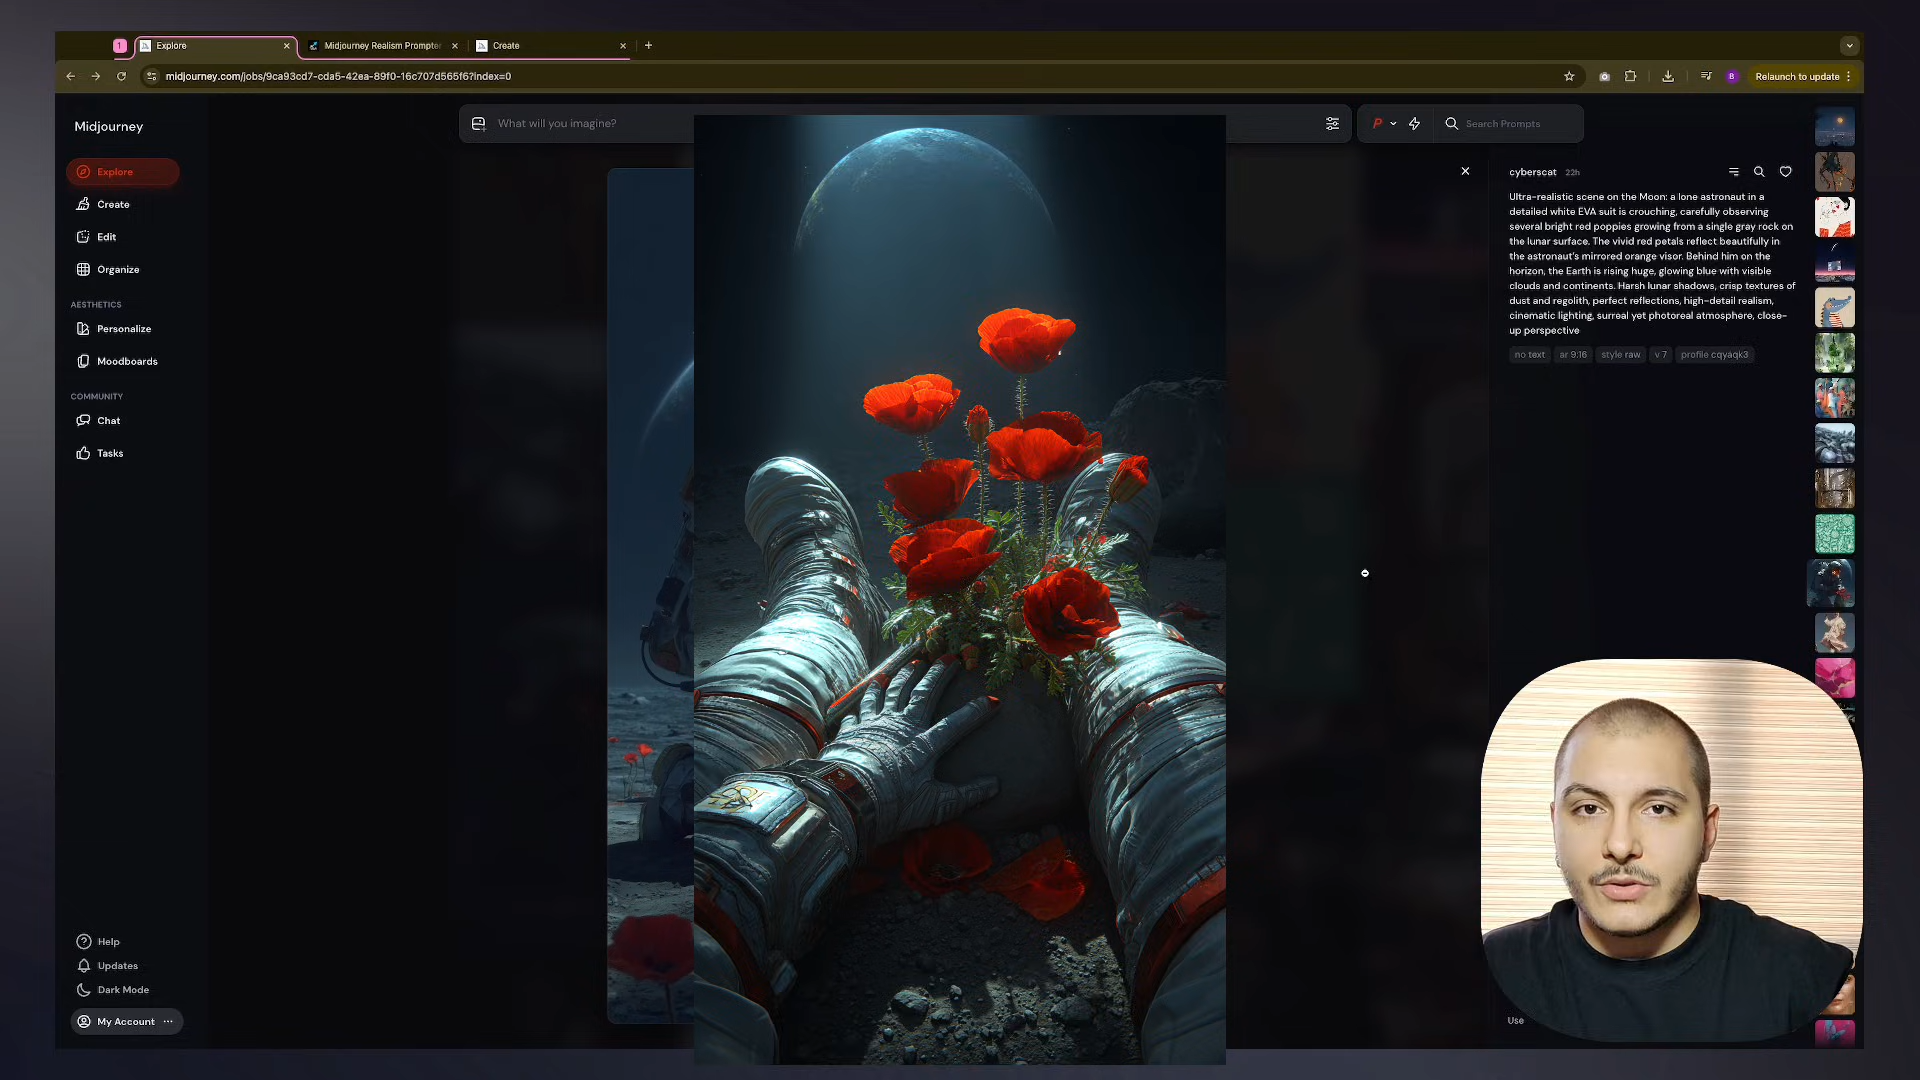 1
Explore
Midjourney Realism Prompter
Create
midjourney.com/jobs/9ca93cd7-cda5-42ea-89f0-16c707d565f6?index=0
B
Relaunch to update
Midjourney
What will you imagine?
P
Search Prompts
Explore
Create
Edit
Organize
AESTHETICS
Personalize
Moodboards
COMMUNITY
Chat
Tasks
Help
Updates
Dark Mode
My Account
cyberscat 22h
Ultra-realistic scene on the Moon: a lone astronaut in a
detailed white EVA suit is crouching, carefully observing
several bright red poppies growing from a single gray rock on
the lunar surface. The vivid red petals reflect beautifully in
the astronaut's mirrored orange visor. Behind him on the
horizon, the Earth is rising huge, glowing blue with visible
clouds and continents. Harsh lunar shadows, crisp textures of
dust and regolith, perfect reflections, high-detail realism,
cinematic lighting, surreal yet photoreal atmosphere, close-
up perspective
no text ar 9:16 style raw v 7 profile cqyaqk3
Use